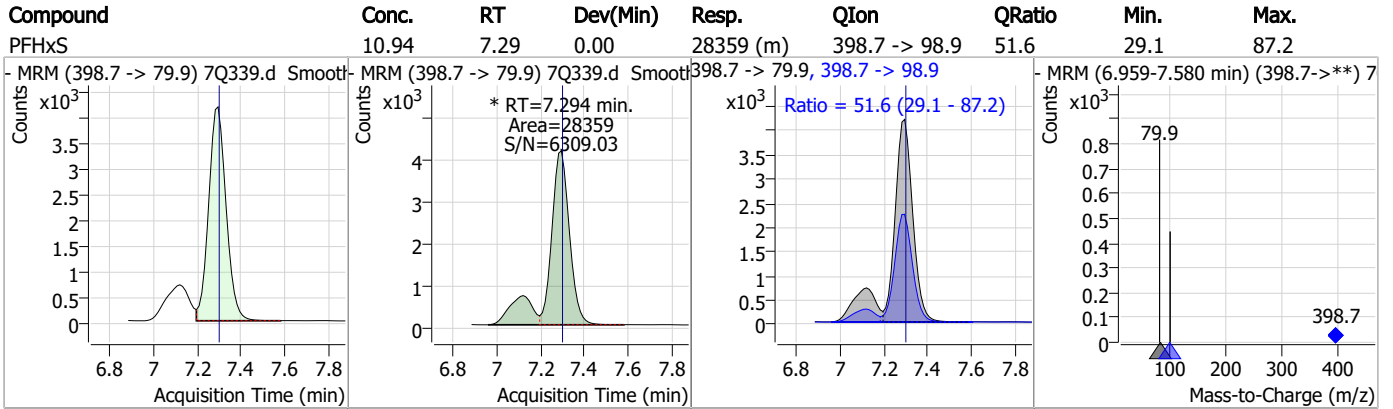 Compound Conc. RT Dev(Min) Resp. QIon QRatio Min. Max.
PFHxS 10.94 7.29 0.00 28359 (m) 398.7 -> 98.9 51.6 29.1 87.2
- MRM (398.7 -> 79.9) 7Q339.d Smooth
Counts
x10³
3.5
3
2.5
2
1.5
1
0.5
0
6.8 7 7.2 7.4 7.6 7.8
Acquisition Time (min)
- MRM (398.7 -> 79.9) 7Q339.d Smooth
Counts
x10³
* RT=7.294 min.
Area=28359
S/N=6309.03
4
3
2
1
0
6.8 7 7.2 7.4 7.6 7.8
Acquisition Time (min)
398.7 -> 79.9, 398.7 -> 98.9
x10³
Ratio = 51.6 (29.1 - 87.2)
3.5
3
2.5
2
1.5
1
0.5
0
6.8 7 7.2 7.4 7.6 7.8
Acquisition Time (min)
- MRM (6.959-7.580 min) (398.7->**) 7
Counts
x10³
79.9
0.8
0.7
0.6
0.5
0.4
0.3
0.2
0.1
0
398.7
100 200 300 400
Mass-to-Charge (m/z)